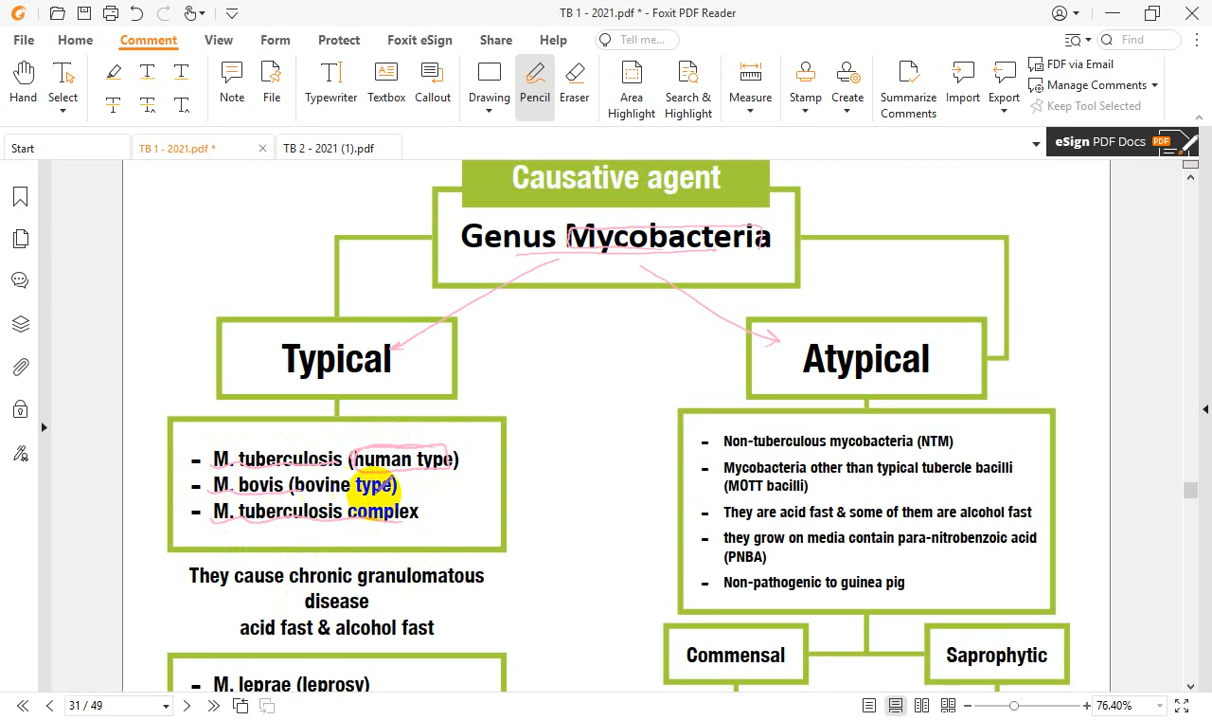 TB 1 - 2021.pdf * - Foxit PDF Reader
File Home Comment View Form Protect Foxit eSign Share Help Tell me... Find
Hand Select Note File Typewriter Textbox Callout Drawing Pencil Eraser Area Highlight Search & Highlight Measure Stamp Create Summarize Comments Import Export
PDF via Email
Manage Comments
Keep Tool Selected
Start TB 1 - 2021.pdf * TB 2 - 2021 (1).pdf
eSign PDF Docs PDF
Causative agent
Genus Mycobacteria
Typical
- M. tuberculosis (human type)
- M. bovis (bovine type)
- M. tuberculosis complex
They cause chronic granulomatous
disease
acid fast & alcohol fast
- M. leprae (leprosy)
Atypical
- Non-tuberculous mycobacteria (NTM)
- Mycobacteria other than typical tubercle bacilli
(MOTT bacilli)
- They are acid fast & some of them are alcohol fast
- they grow on media contain para-nitrobenzoic acid
(PNBA)
- Non-pathogenic to guinea pig
Commensal
Saprophytic
31 / 49
76.40%